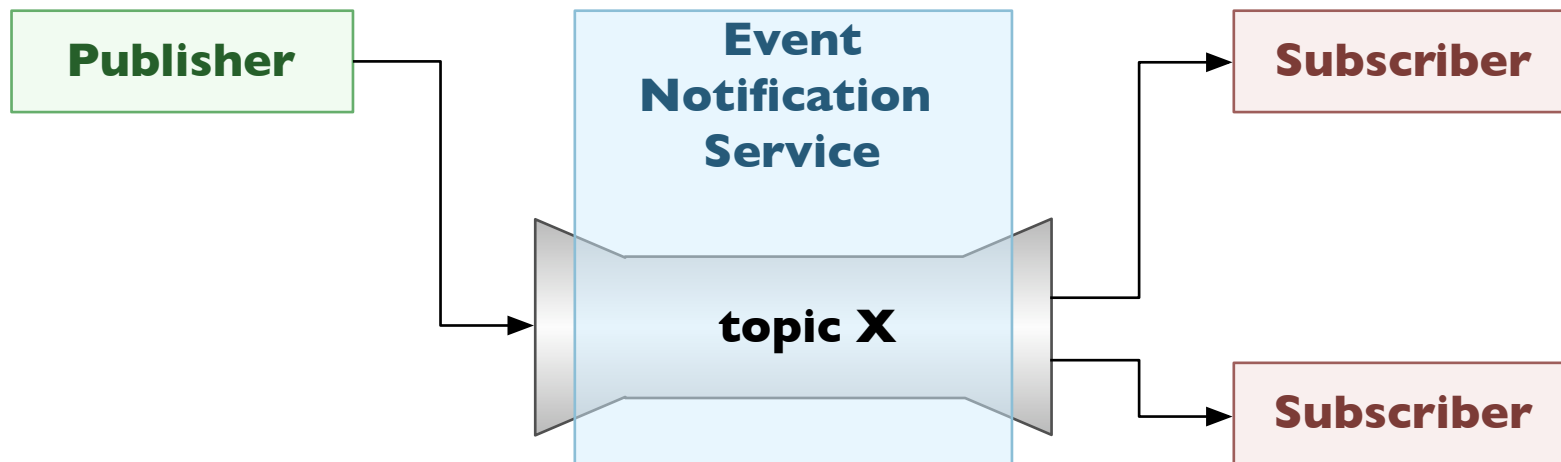 Publisher
Event
Notification
Service
Subscriber
topic X
Subscriber